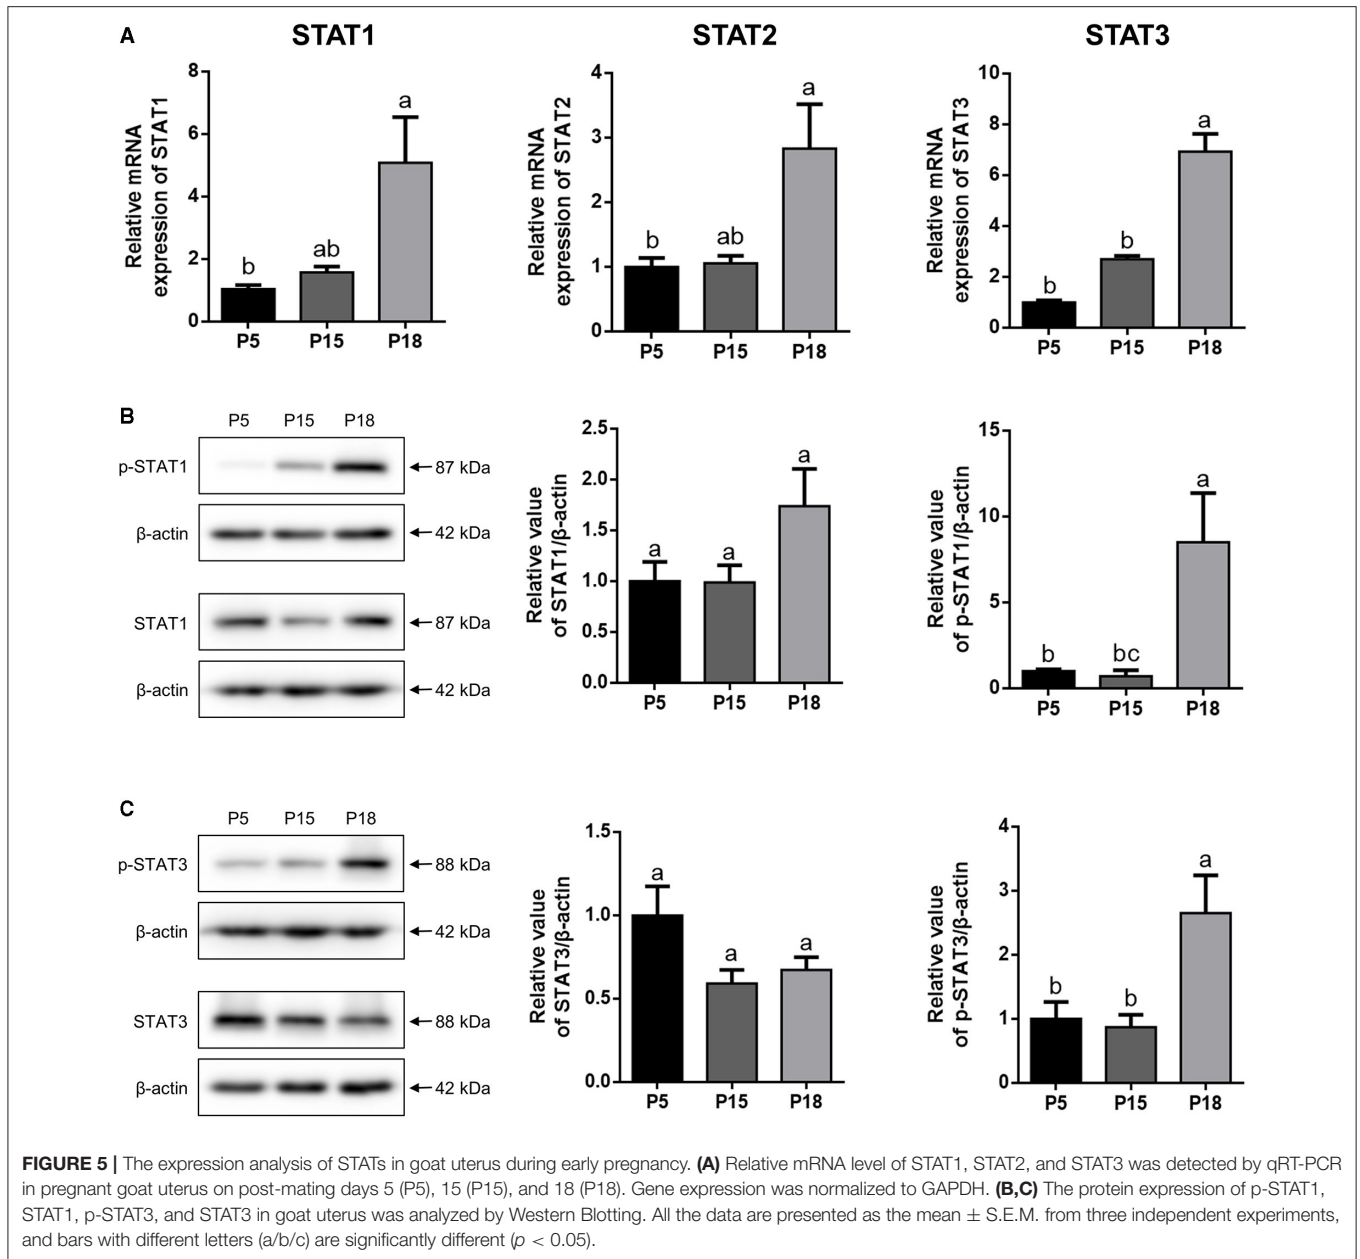 A
STAT1
STAT2
STAT3
Relative mRNA
expression of STAT1
8
6
4
2
0
b
ab
a
P5
P15
P18
Relative mRNA
expression of STAT2
4
3
2
1
0
b
ab
a
P5
P15
P18
Relative mRNA
expression of STAT3
10
8
6
4
2
0
b
b
a
P5
P15
P18
B
P5
P15
P18
p-STAT1
87 kDa
β-actin
42 kDa
STAT1
87 kDa
β-actin
42 kDa
Relative value
of STAT1/β-actin
2.5
2.0
1.5
1.0
0.5
0.0
a
a
a
P5
P15
P18
Relative value
of p-STAT1/β-actin
15
10
5
0
b
bc
a
P5
P15
P18
C
P5
P15
P18
p-STAT3
88 kDa
β-actin
42 kDa
STAT3
88 kDa
β-actin
42 kDa
Relative value
of STAT3/β-actin
1.5
1.0
0.5
0.0
a
a
a
P5
P15
P18
Relative value
of p-STAT3/β-actin
4
3
2
1
0
b
b
a
P5
P15
P18
FIGURE 5 | The expression analysis of STATs in goat uterus during early pregnancy. (A) Relative mRNA level of STAT1, STAT2, and STAT3 was detected by qRT-PCR
in pregnant goat uterus on post-mating days 5 (P5), 15 (P15), and 18 (P18). Gene expression was normalized to GAPDH. (B,C) The protein expression of p-STAT1,
STAT1, p-STAT3, and STAT3 in goat uterus was analyzed by Western Blotting. All the data are presented as the mean ± S.E.M. from three independent experiments,
and bars with different letters (a/b/c) are significantly different (p < 0.05).